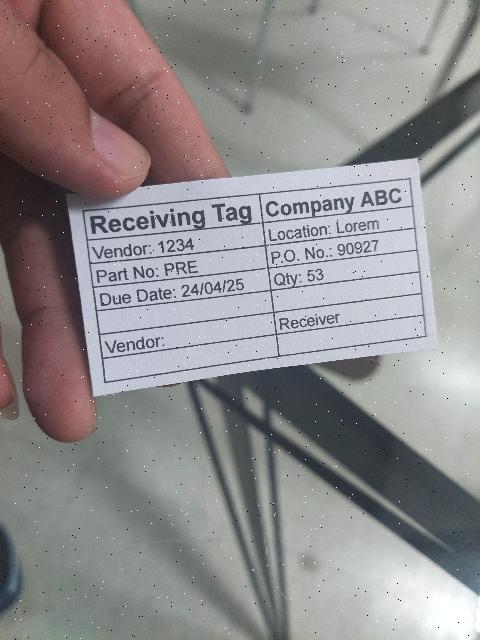 Receiving Tag Company ABC
Vendor: 1234 Location: Lorem
Part No: PRE P.O. No.: 90927
Due Date: 24/04/25 Qty: 53
Vendor: Receiver